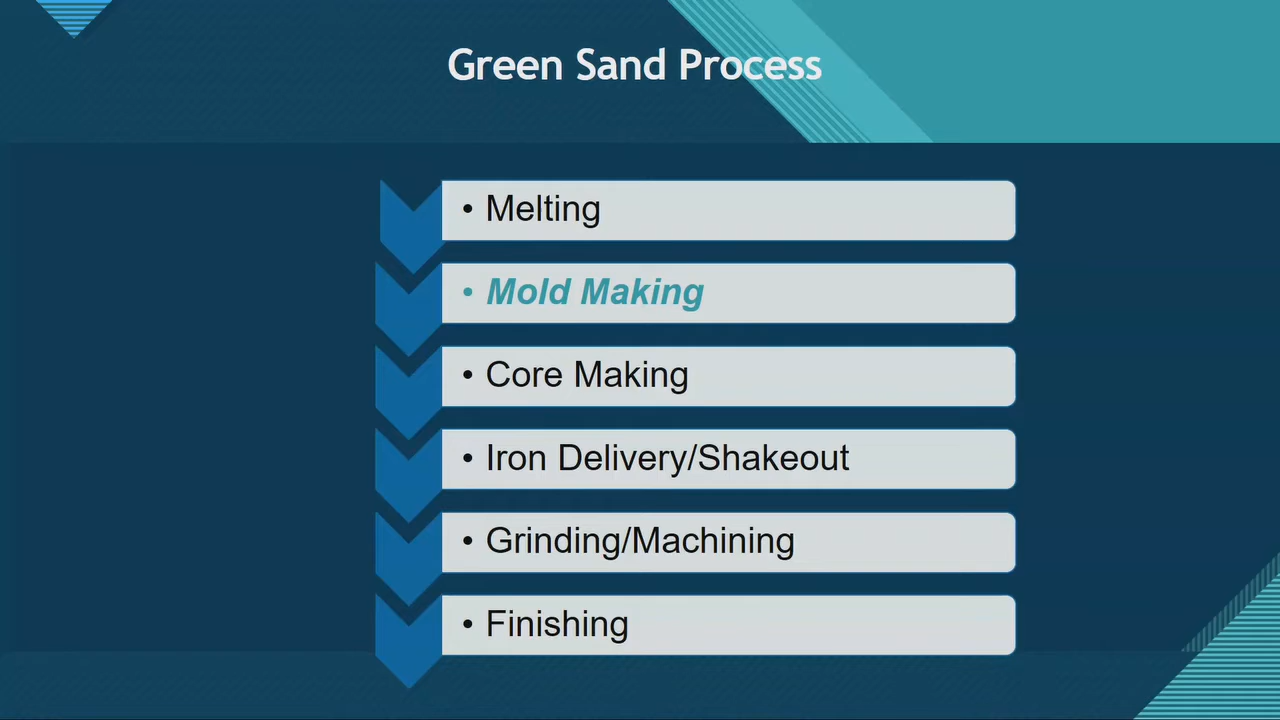 Green Sand Process
• Melting
• Mold Making
• Core Making
• Iron Delivery/Shakeout
• Grinding/Machining
• Finishing